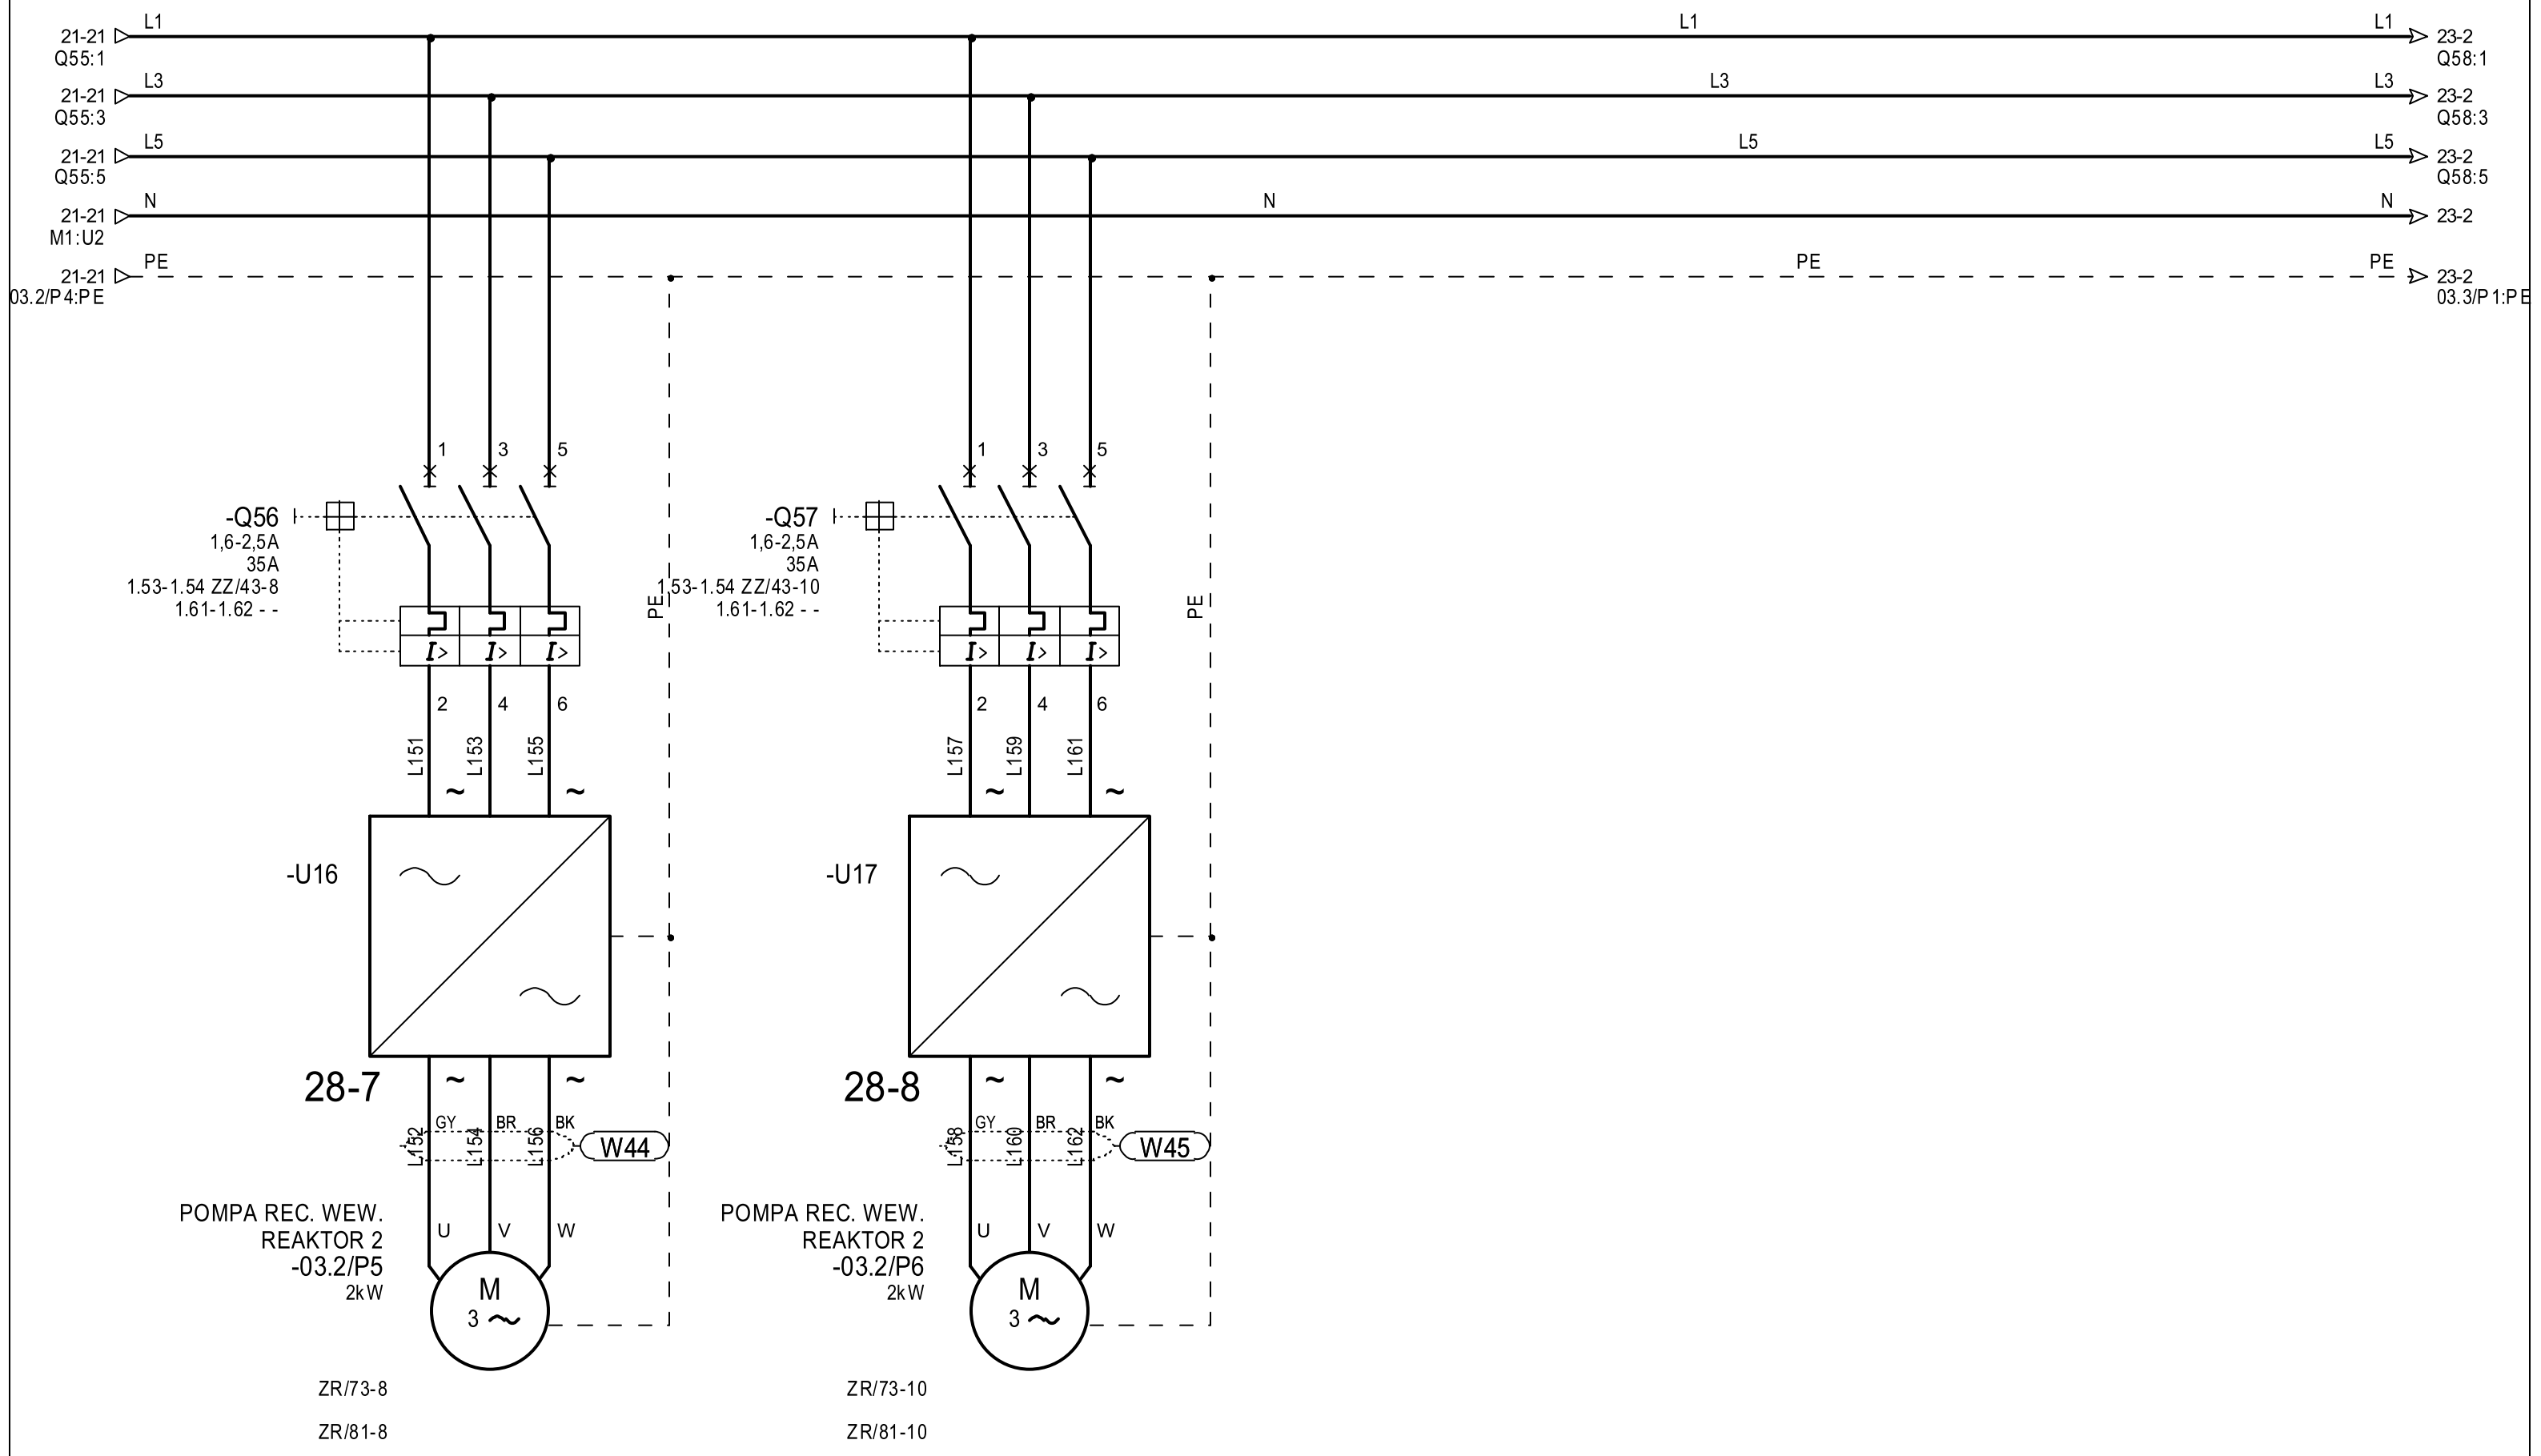 L1 L1 L1
21-21 23-2
Q55:1 Q58:1
L3 L3 L3
21-21 23-2
Q55:3 Q58:3
L5 L5 L5
21-21 23-2
Q55:5 Q58:5
N N N
21-21 23-2
M1:U2
PE PE PE
21-21 23-2
03.2/P4:PE 03.3/P1:PE
1 3 5 1 3 5
-Q56 -Q57
1,6-2,5A 1,6-2,5A
35A 35A
1.53-1.54 ZZ/43-8 1.53-1.54 ZZ/43-10
1.61-1.62 - - 1.61-1.62 - -
PE PE
I> I> I> I> I> I>
2 4 6 2 4 6
L151 L153 L155 L157 L159 L161
~ ~ ~ ~
-U16 -U17
28-7 ~ ~ 28-8 ~ ~
GY BR BK GY BR BK
L152 L154 L156 W44 L158 L160 L162 W45
POMPA REC. WEW. POMPA REC. WEW.
REAKTOR 2 U V W REAKTOR 2 U V W
-03.2/P5 -03.2/P6
2kW M 2kW M
3 ~ 3 ~
ZR/73-8 ZR/73-10
ZR/81-8 ZR/81-10